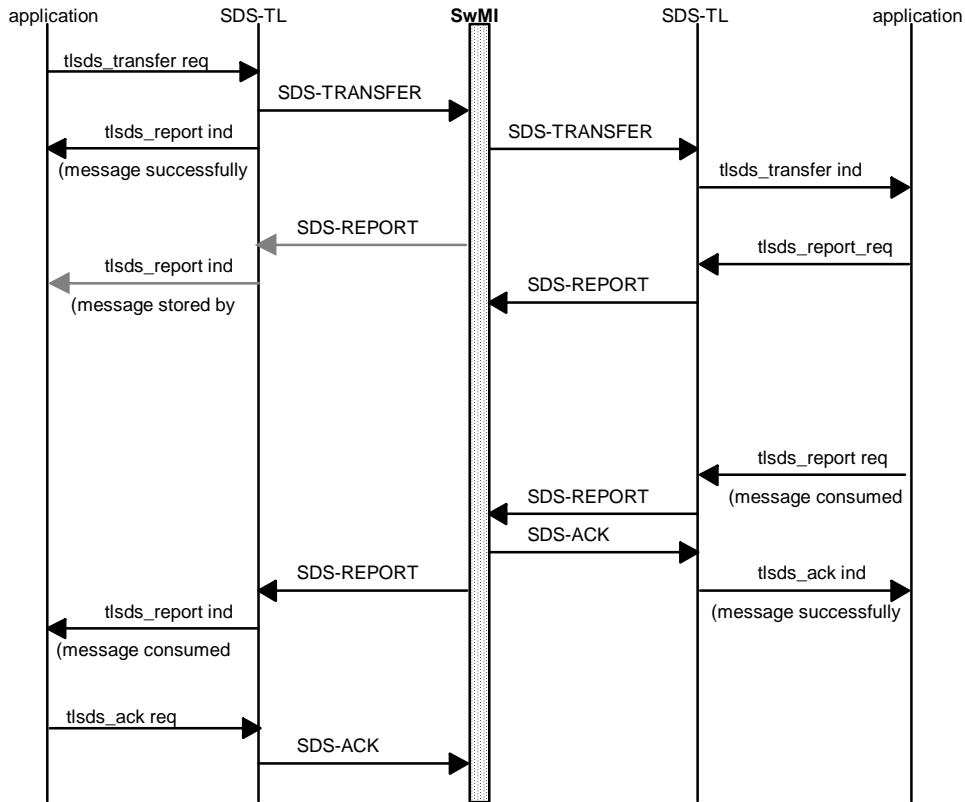 application
SDS-TL
SwMI
SDS-TL
application
tlsds_transfer req
SDS-TRANSFER
tlsds_report ind
SDS-TRANSFER
(message successfully
tlsds_transfer ind
SDS-REPORT
tlsds_report_req
tlsds_report ind
SDS-REPORT
(message stored by
tlsds_report req
SDS-REPORT
(message consumed
SDS-ACK
SDS-REPORT
tlsds_ack ind
tlsds_report ind
(message successfully
(message consumed
tlsds_ack req
SDS-ACK